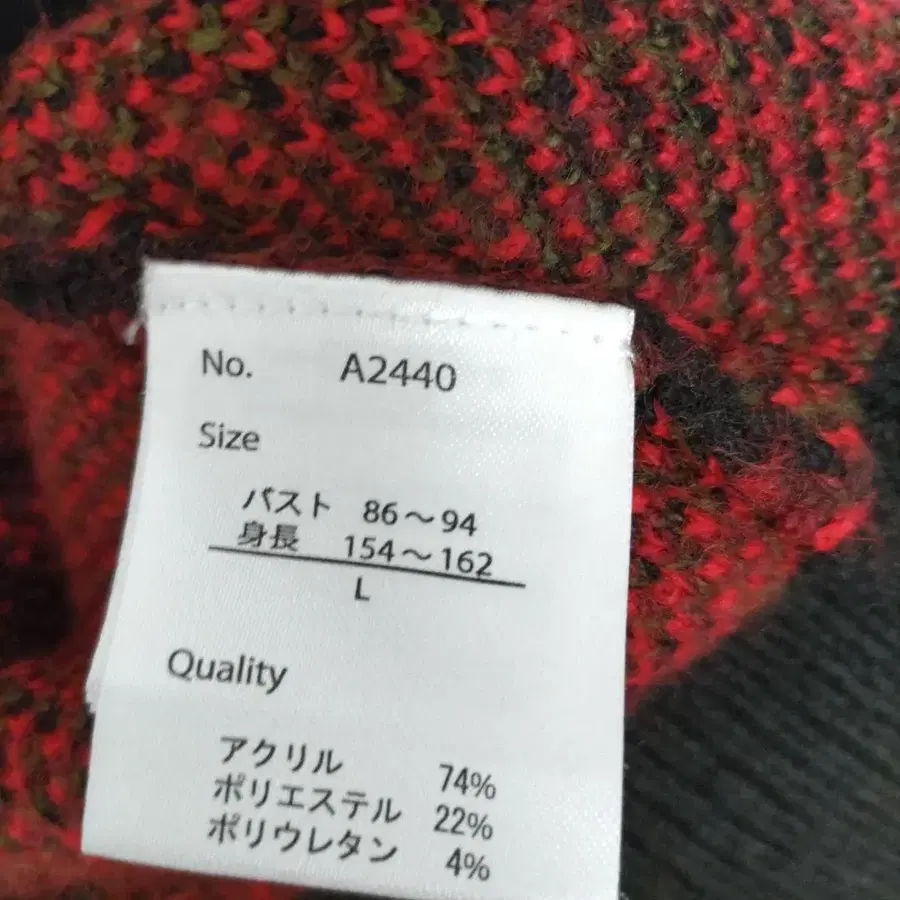 No. A2440
Size
バスト 86～94
身長 154～162
L
Quality
アクリル 74%
ポリエステル 22%
ポリウレタン 4%